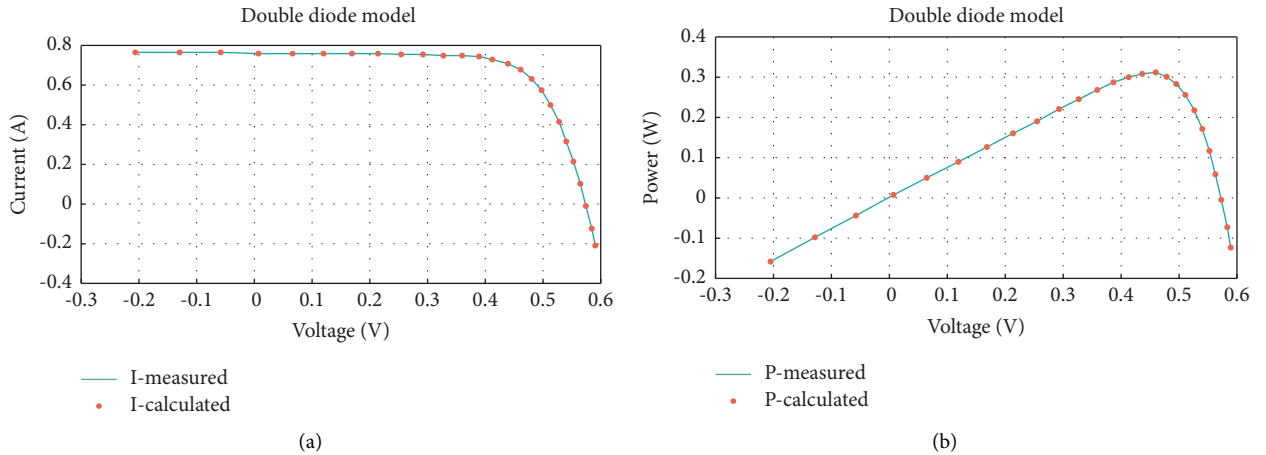 Double diode model
0.8
0.6
0.4
0.2
0
-0.2
-0.4
Current (A)
-0.3 -0.2 -0.1 0 0.1 0.2 0.3 0.4 0.5 0.6
Voltage (V)
I-measured
I-calculated
(a)
Double diode model
0.4
0.3
0.2
0.1
0
-0.1
-0.2
Power (W)
-0.3 -0.2 -0.1 0 0.1 0.2 0.3 0.4 0.5 0.6
Voltage (V)
P-measured
P-calculated
(b)